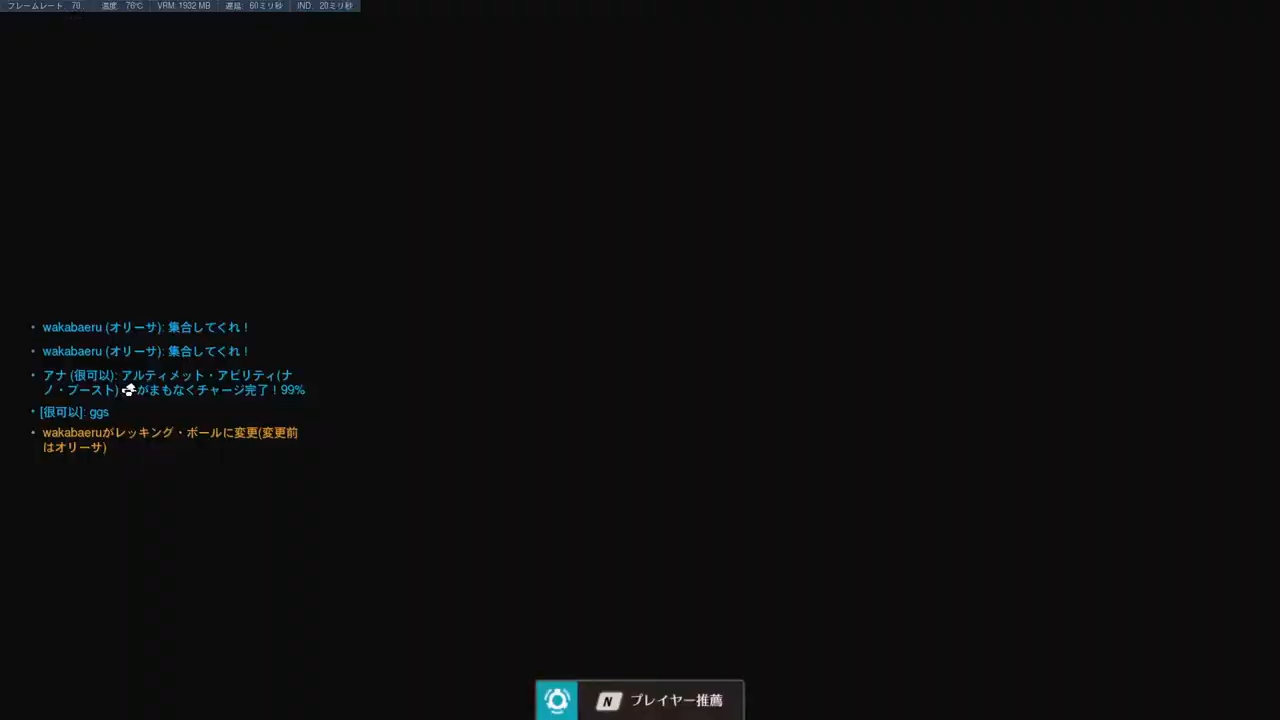 フレームレート: 70 温度: 76℃ VRM: 1932 MB 遅延: 60ミリ秒 IND: 20ミリ秒
・ wakabaeru (オリーサ): 集合してくれ！
・ wakabaeru (オリーサ): 集合してくれ！
・ アナ (很可以): アルティメット・アビリティ(ナ
ノ・ブースト) がまもなくチャージ完了！99%
・ [很可以]: ggs
・ wakabaeruがレッキング・ボールに変更(変更前
はオリーサ)
N プレイヤー推薦